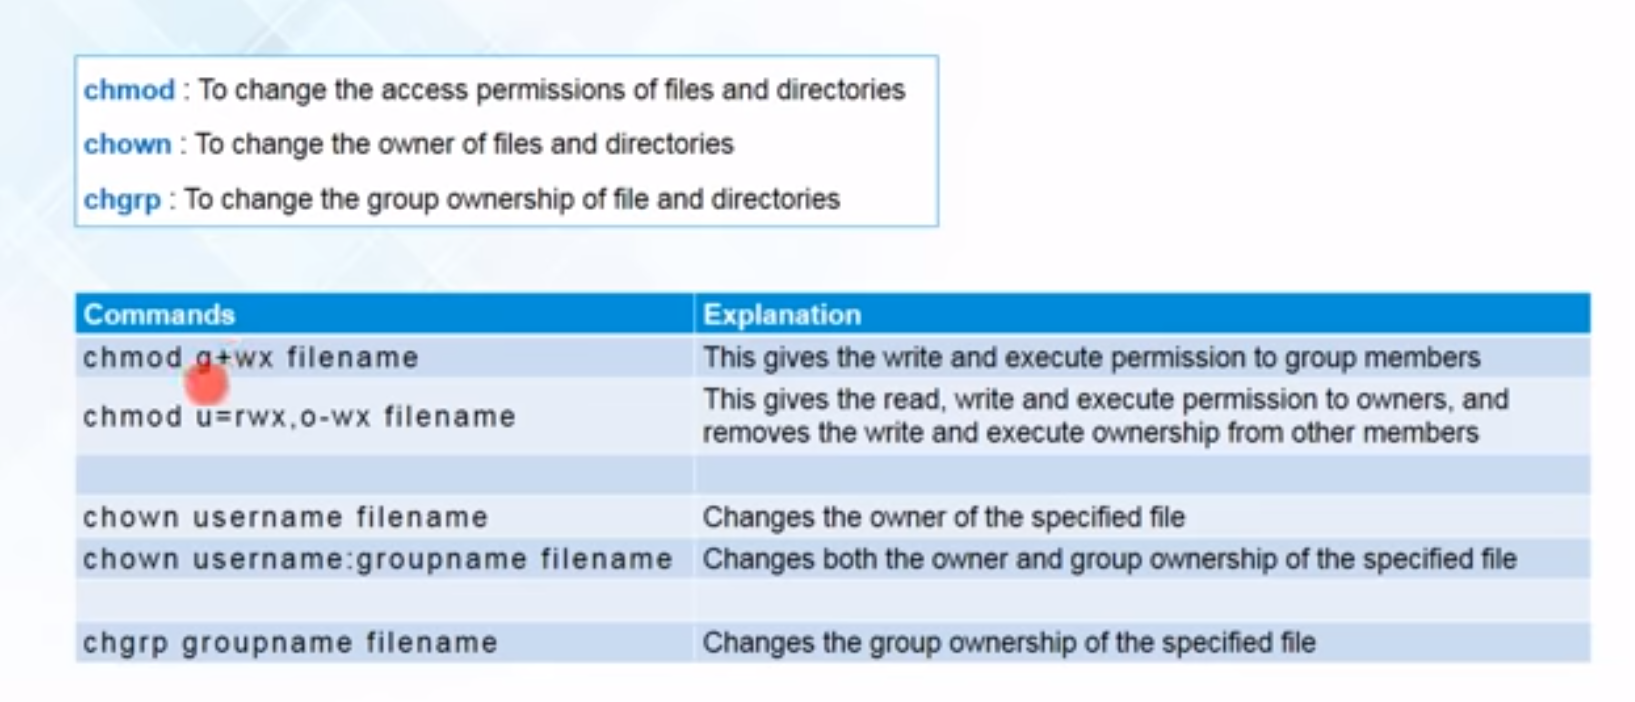 chmod : To change the access permissions of files and directories
chown : To change the owner of files and directories
chgrp : To change the group ownership of file and directories
Commands Explanation
chmod g+wx filename This gives the write and execute permission to group members
chmod u=rwx,o-wx filename This gives the read, write and execute permission to owners, and
removes the write and execute ownership from other members
chown username filename Changes the owner of the specified file
chown username:groupname filename Changes both the owner and group ownership of the specified file
chgrp groupname filename Changes the group ownership of the specified file